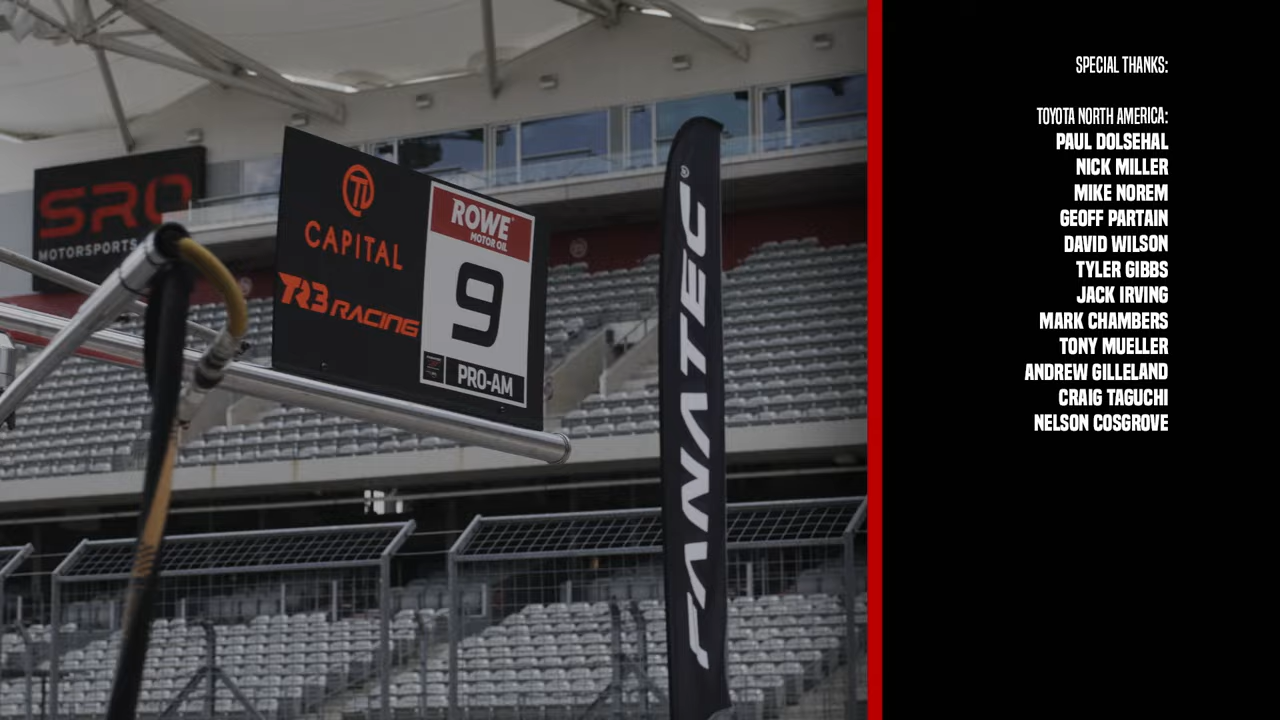 SRO
MOTORSPORTS
CAPITAL
TR3 RACING
ROWE
MOTOR OIL
9
PRO-AM
FANATEC®
SPECIAL THANKS:
TOYOTA NORTH AMERICA:
PAUL DOLSEHAL
NICK MILLER
MIKE NOREM
GEOFF PARTAIN
DAVID WILSON
TYLER GIBBS
JACK IRVING
MARK CHAMBERS
TONY MUELLER
ANDREW GILLELAND
CRAIG TAGUCHI
NELSON COSGROVE